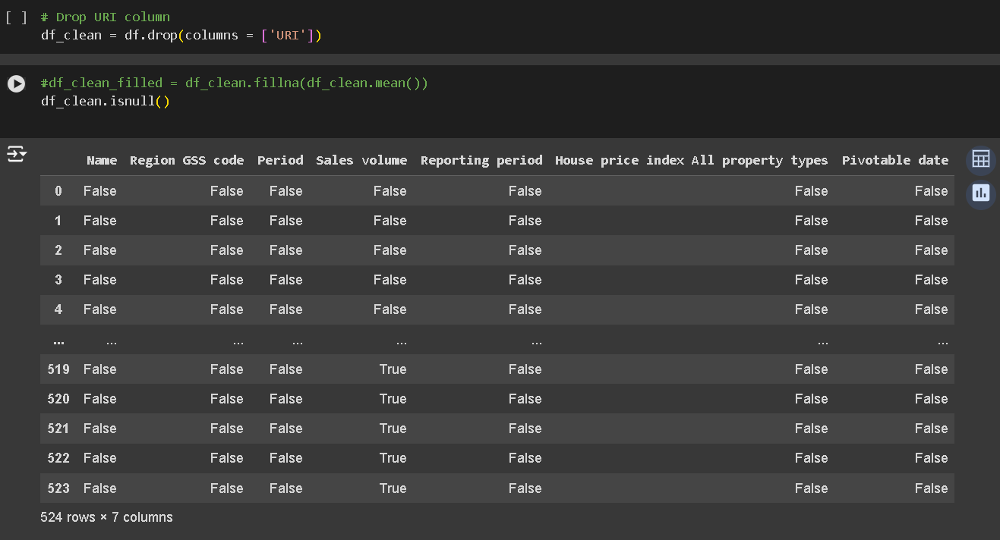 [ ] # Drop URI column
df_clean = df.drop(columns = ['URI'])
#df_clean_filled = df_clean.fillna(df_clean.mean())
df_clean.isnull()
Name Region GSS code Period Sales volume Reporting period House price index All property types Pivotable date
0 False False False False False False False
1 False False False False False False False
2 False False False False False False False
3 False False False False False False False
4 False False False False False False False
... ... ... ... ... ... ... ...
519 False False False True False False False
520 False False False True False False False
521 False False False True False False False
522 False False False True False False False
523 False False False True False False False
524 rows × 7 columns